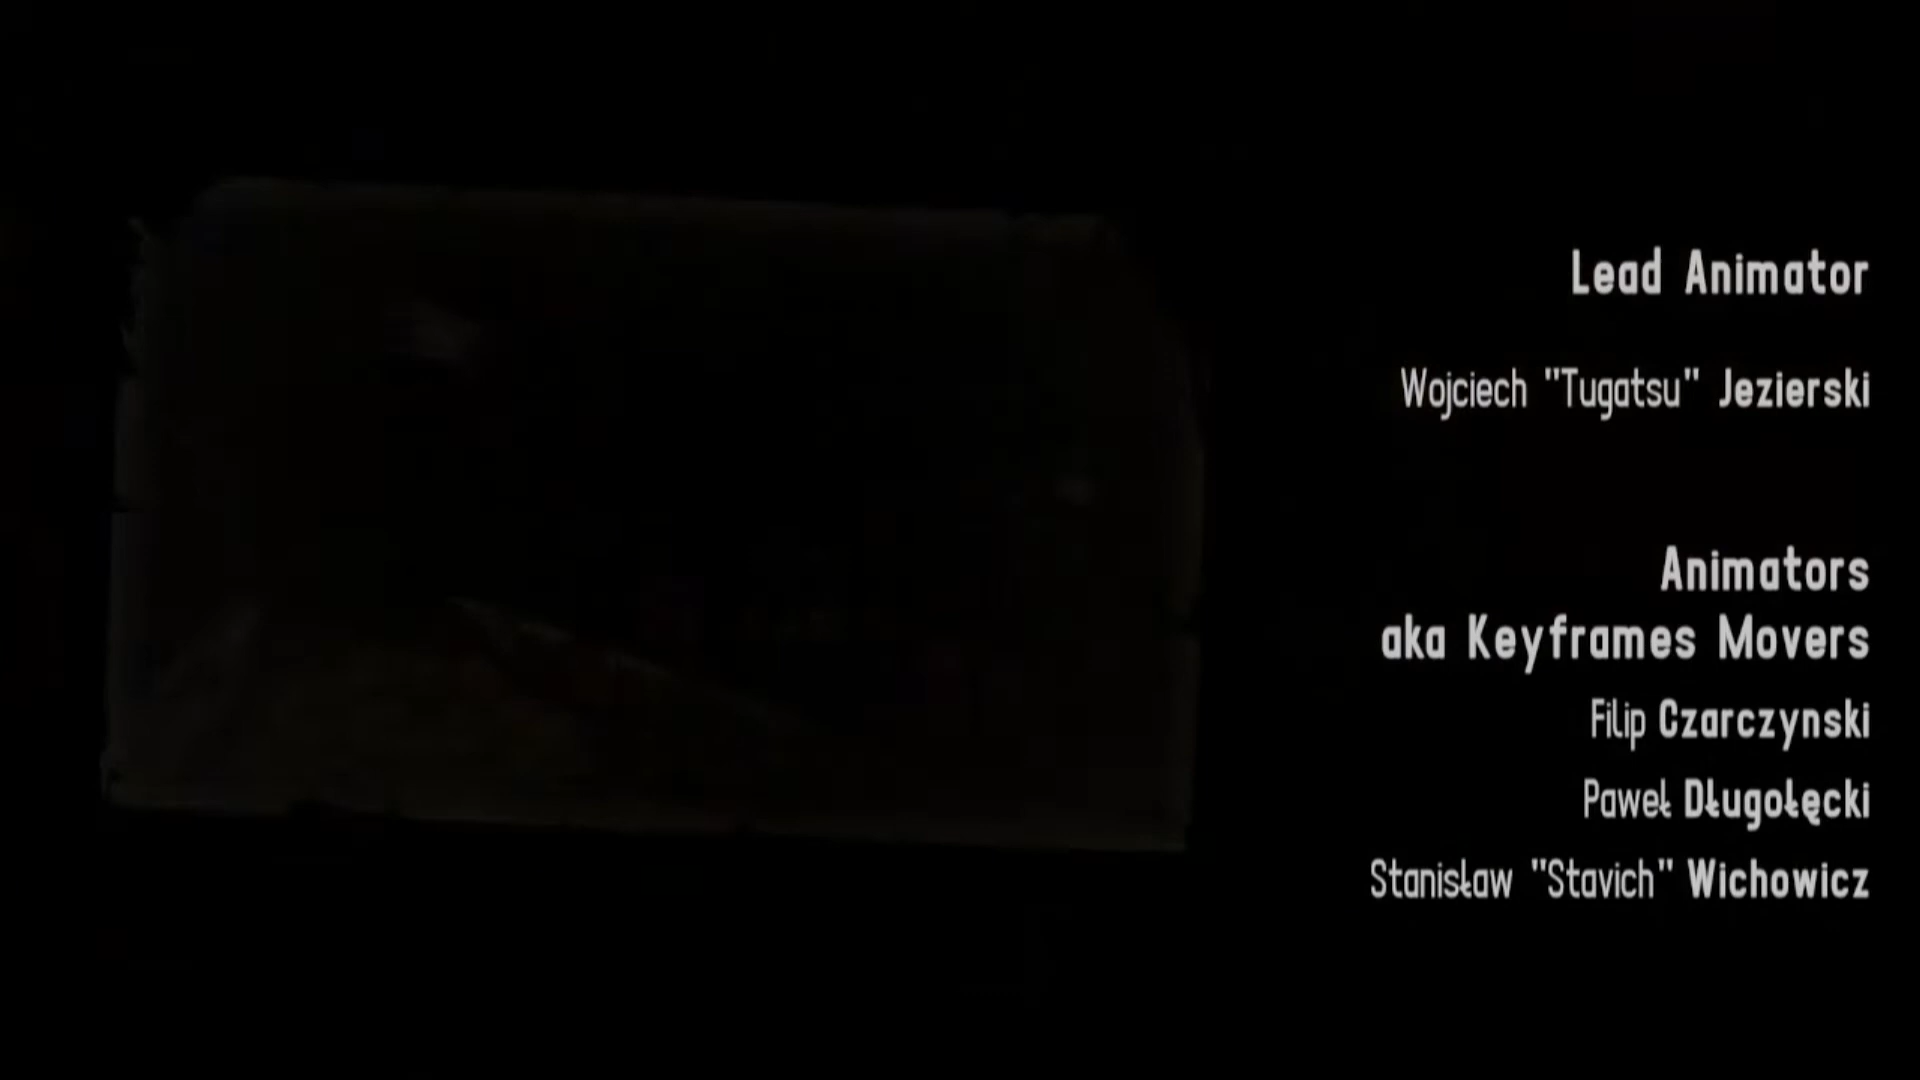 Lead Animator
Wojciech "Tugatsu" Jezierski
Animators
aka Keyframes Movers
Filip Czarczynski
Paweł Długołęcki
Stanisław "Stavich" Wichowicz